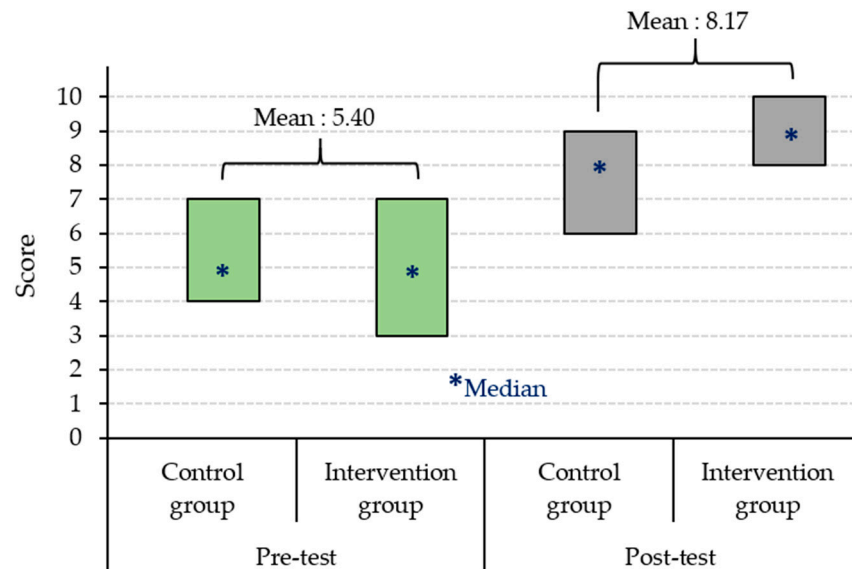 Mean : 8.17
Mean : 5.40
Score
10
9
8
7
6
5
4
3
2
1
0
* Median
Control group
Intervention group
Control group
Intervention group
Pre-test
Post-test